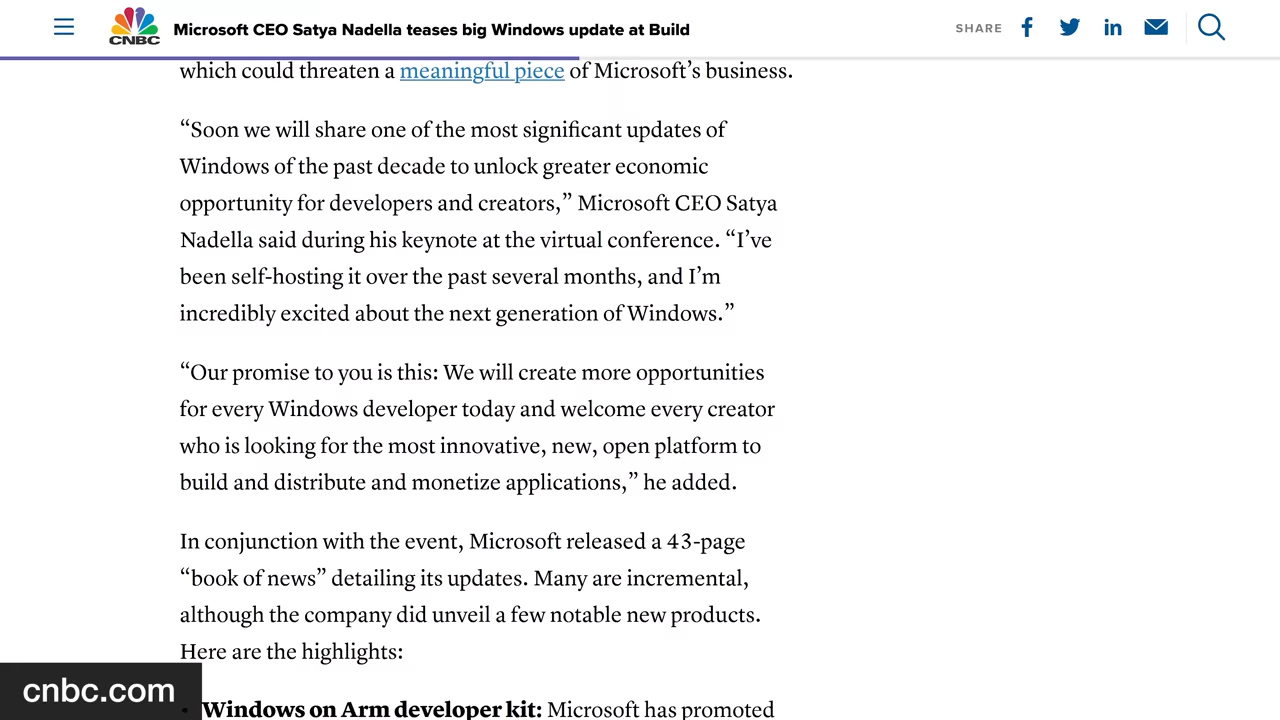 CNBC
Microsoft CEO Satya Nadella teases big Windows update at Build
SHARE
which could threaten a meaningful piece of Microsoft’s business.
“Soon we will share one of the most significant updates of
Windows of the past decade to unlock greater economic
opportunity for developers and creators,” Microsoft CEO Satya
Nadella said during his keynote at the virtual conference. “I’ve
been self-hosting it over the past several months, and I’m
incredibly excited about the next generation of Windows.”
“Our promise to you is this: We will create more opportunities
for every Windows developer today and welcome every creator
who is looking for the most innovative, new, open platform to
build and distribute and monetize applications,” he added.
In conjunction with the event, Microsoft released a 43-page
“book of news” detailing its updates. Many are incremental,
although the company did unveil a few notable new products.
Here are the highlights:
cnbc.com
• Windows on Arm developer kit: Microsoft has promoted